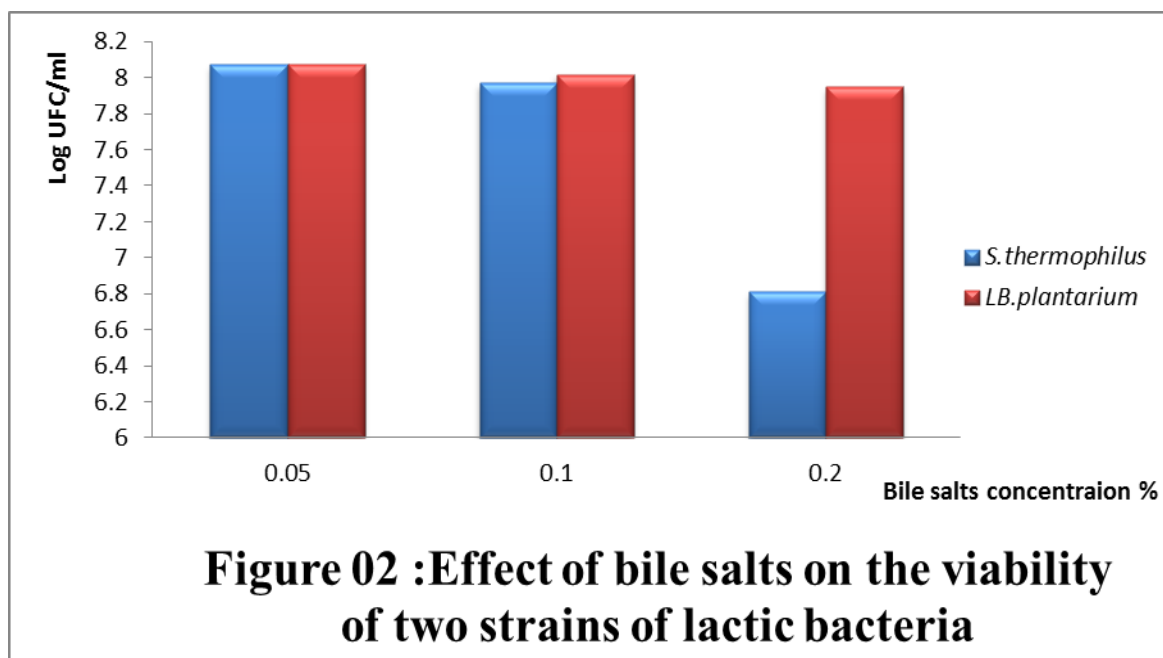 Log UFC/ml
8.2
8
7.8
7.6
7.4
7.2
7
6.8
6.6
6.4
6.2
6
0.05 0.1 0.2
Bile salts concentraion %
S.thermophilus
LB.plantarium
Figure 02 :Effect of bile salts on the viability
of two strains of lactic bacteria